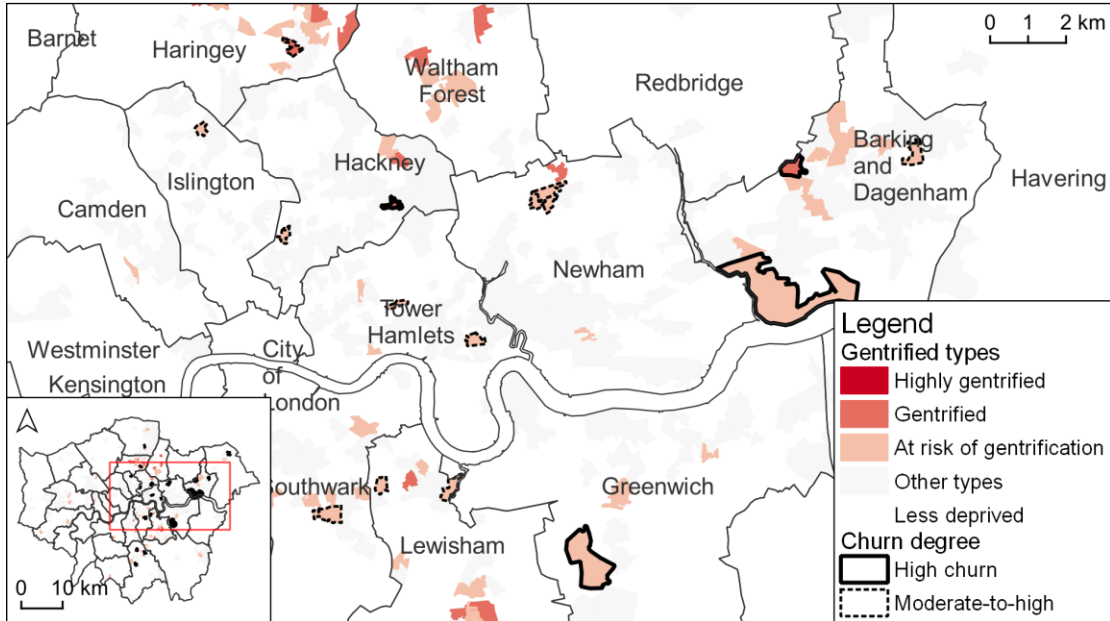 0 1 2 km
Barnet
Haringey
Waltham
Forest
Redbridge
Barking
and
Dagenham
Havering
Hackney
Islington
Camden
Newham
Tower
Hamlets
Westminster
Kensington
City
of
London
Southwark
Lewisham
Greenwich
0 10 km
Legend
Gentrified types
Highly gentrified
Gentrified
At risk of gentrification
Other types
Less deprived
Churn degree
High churn
Moderate-to-high